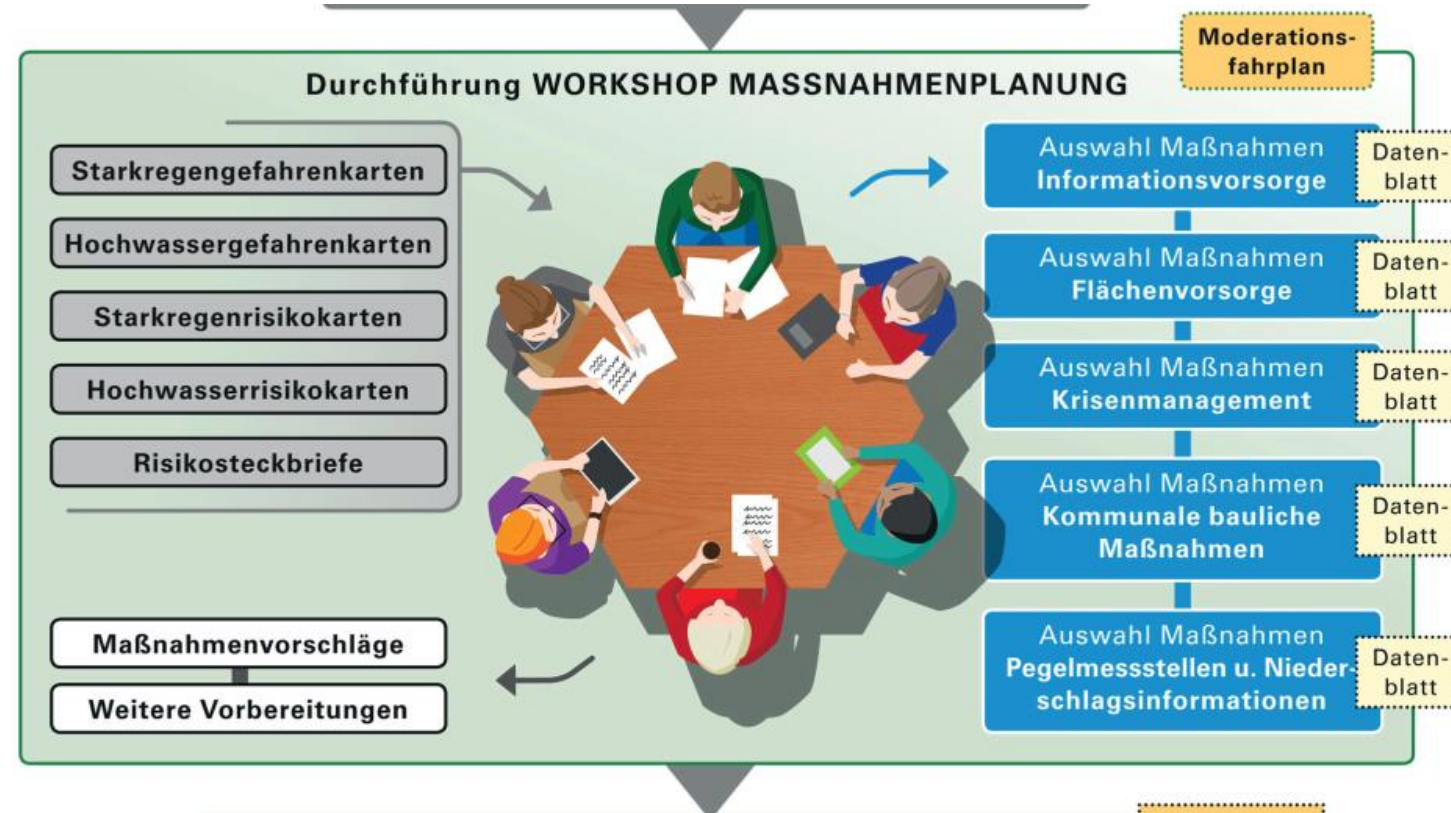 Moderations-
fahrplan
Durchführung WORKSHOP MASSNAHMENPLANUNG
Starkregengefahrenkarten
Hochwassergefahrenkarten
Starkregenrisikokarten
Hochwasserrisikokarten
Risikosteckbriefe
Maßnahmenvorschläge
Weitere Vorbereitungen
Auswahl Maßnahmen
Informationsvorsorge
Daten-
blatt
Auswahl Maßnahmen
Flächenvorsorge
Daten-
blatt
Auswahl Maßnahmen
Krisenmanagement
Daten-
blatt
Auswahl Maßnahmen
Kommunale bauliche
Maßnahmen
Daten-
blatt
Auswahl Maßnahmen
Pegelmessstellen u. Nieder-
schlagsinformationen
Daten-
blatt